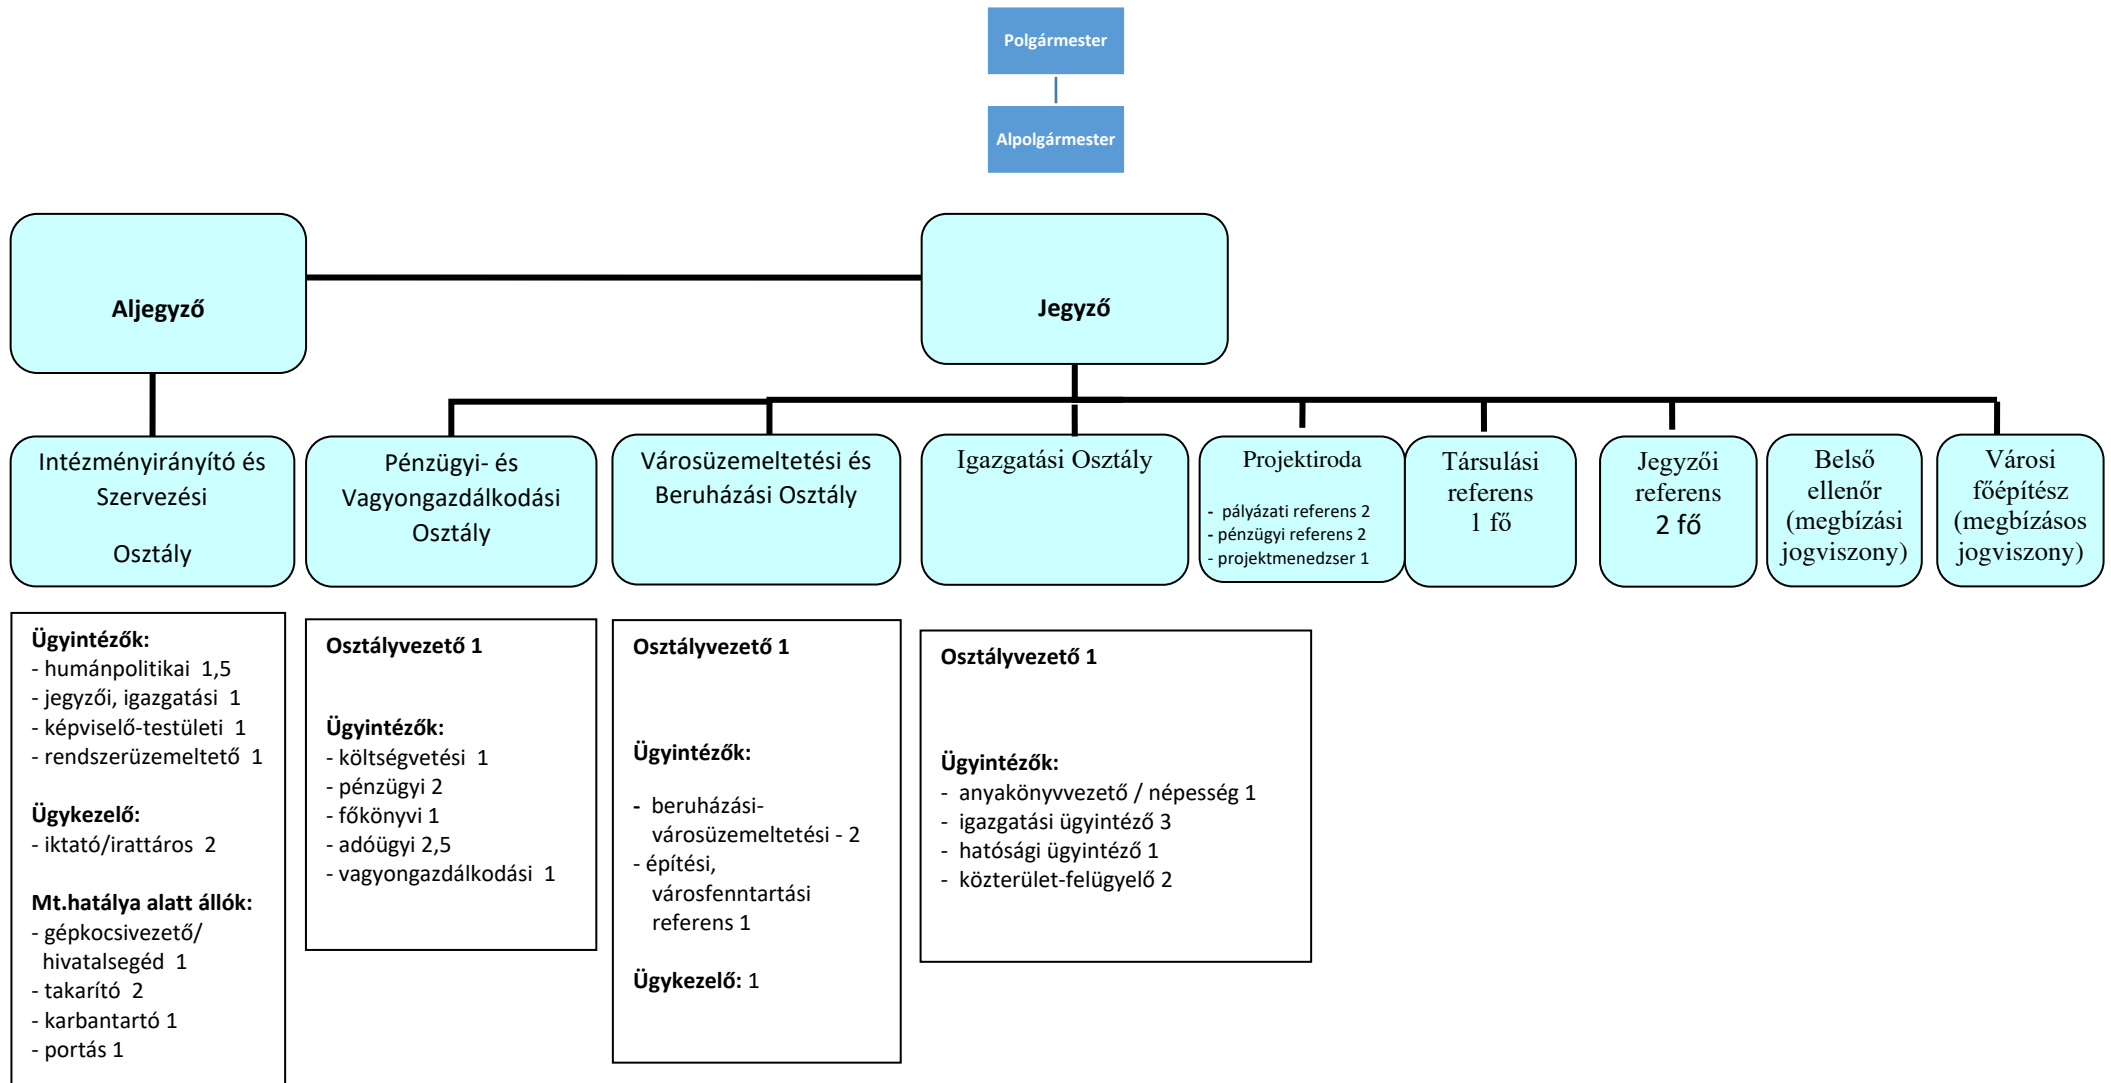 Polgármester
Alpolgármester
Aljegyző
Jegyző
Intézményirányító és
Szervezési
Osztály
Pénzügyi- és
Vagyongazdálkodási
Osztály
Városüzemeltetési és
Beruházási Osztály
Igazgatási Osztály
Projektiroda
- pályázati referens 2
- pénzügyi referens 2
- projektmenedzser 1
Társulási
referens
1 fő
Jegyzői
referens
2 fő
Belső
ellenőr
(megbízási
jogviszony)
Városi
főépítész
(megbízásos
jogviszony)
Ügyintézők:
- humánpolitikai 1,5
- jegyzői, igazgatási 1
- képviselő-testületi 1
- rendszerüzemeltető 1
Ügykezelő:
- iktató/irattáros 2
Mt.hatálya alatt állók:
- gépkocsivezető/
hivatalsegéd 1
- takarító 2
- karbantartó 1
- portás 1
Osztályvezető 1
Ügyintézők:
- költségvetési 1
- pénzügyi 2
- főkönyvi 1
- adóügyi 2,5
- vagyongazdálkodási 1
Osztályvezető 1
Ügyintézők:
- beruházási-
városüzemeltetési - 2
- építési,
városfenntartási
referens 1
Ügykezelő: 1
Osztályvezető 1
Ügyintézők:
- anyakönyvvezető / népesség 1
- igazgatási ügyintéző 3
- hatósági ügyintéző 1
- közterület-felügyelő 2